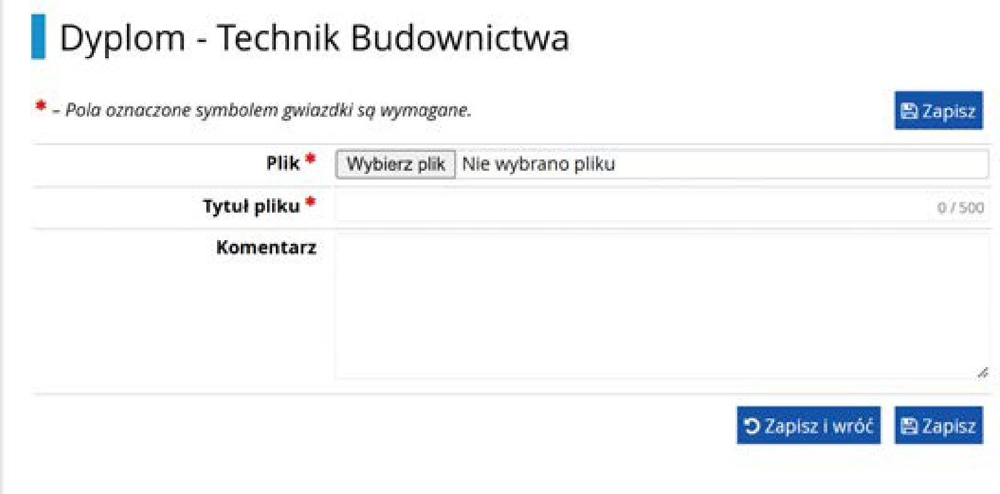 Dyplom - Technik Budownictwa
* – Pola oznaczone symbolem gwiazdki są wymagane.
Zapisz
Plik *
Wybierz plik Nie wybrano pliku
Tytuł pliku *
0 / 500
Komentarz
Zapisz i wróć
Zapisz